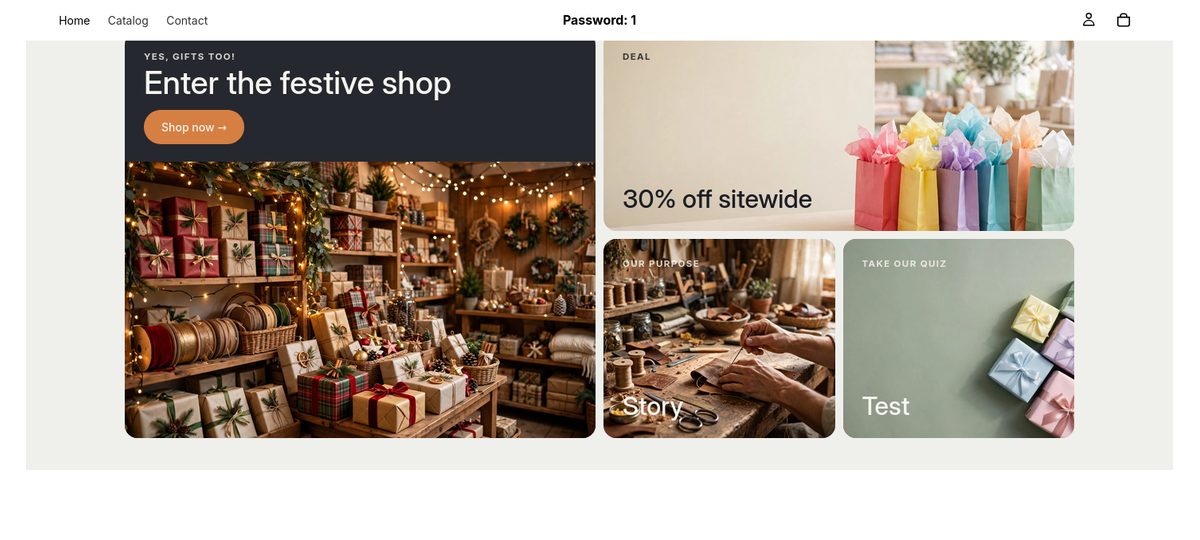 Home Catalog Contact Password: 1
YES, GIFTS TOO!
Enter the festive shop
Shop now →
DEAL
30% off sitewide
OUR PURPOSE
Story
TAKE OUR QUIZ
Test